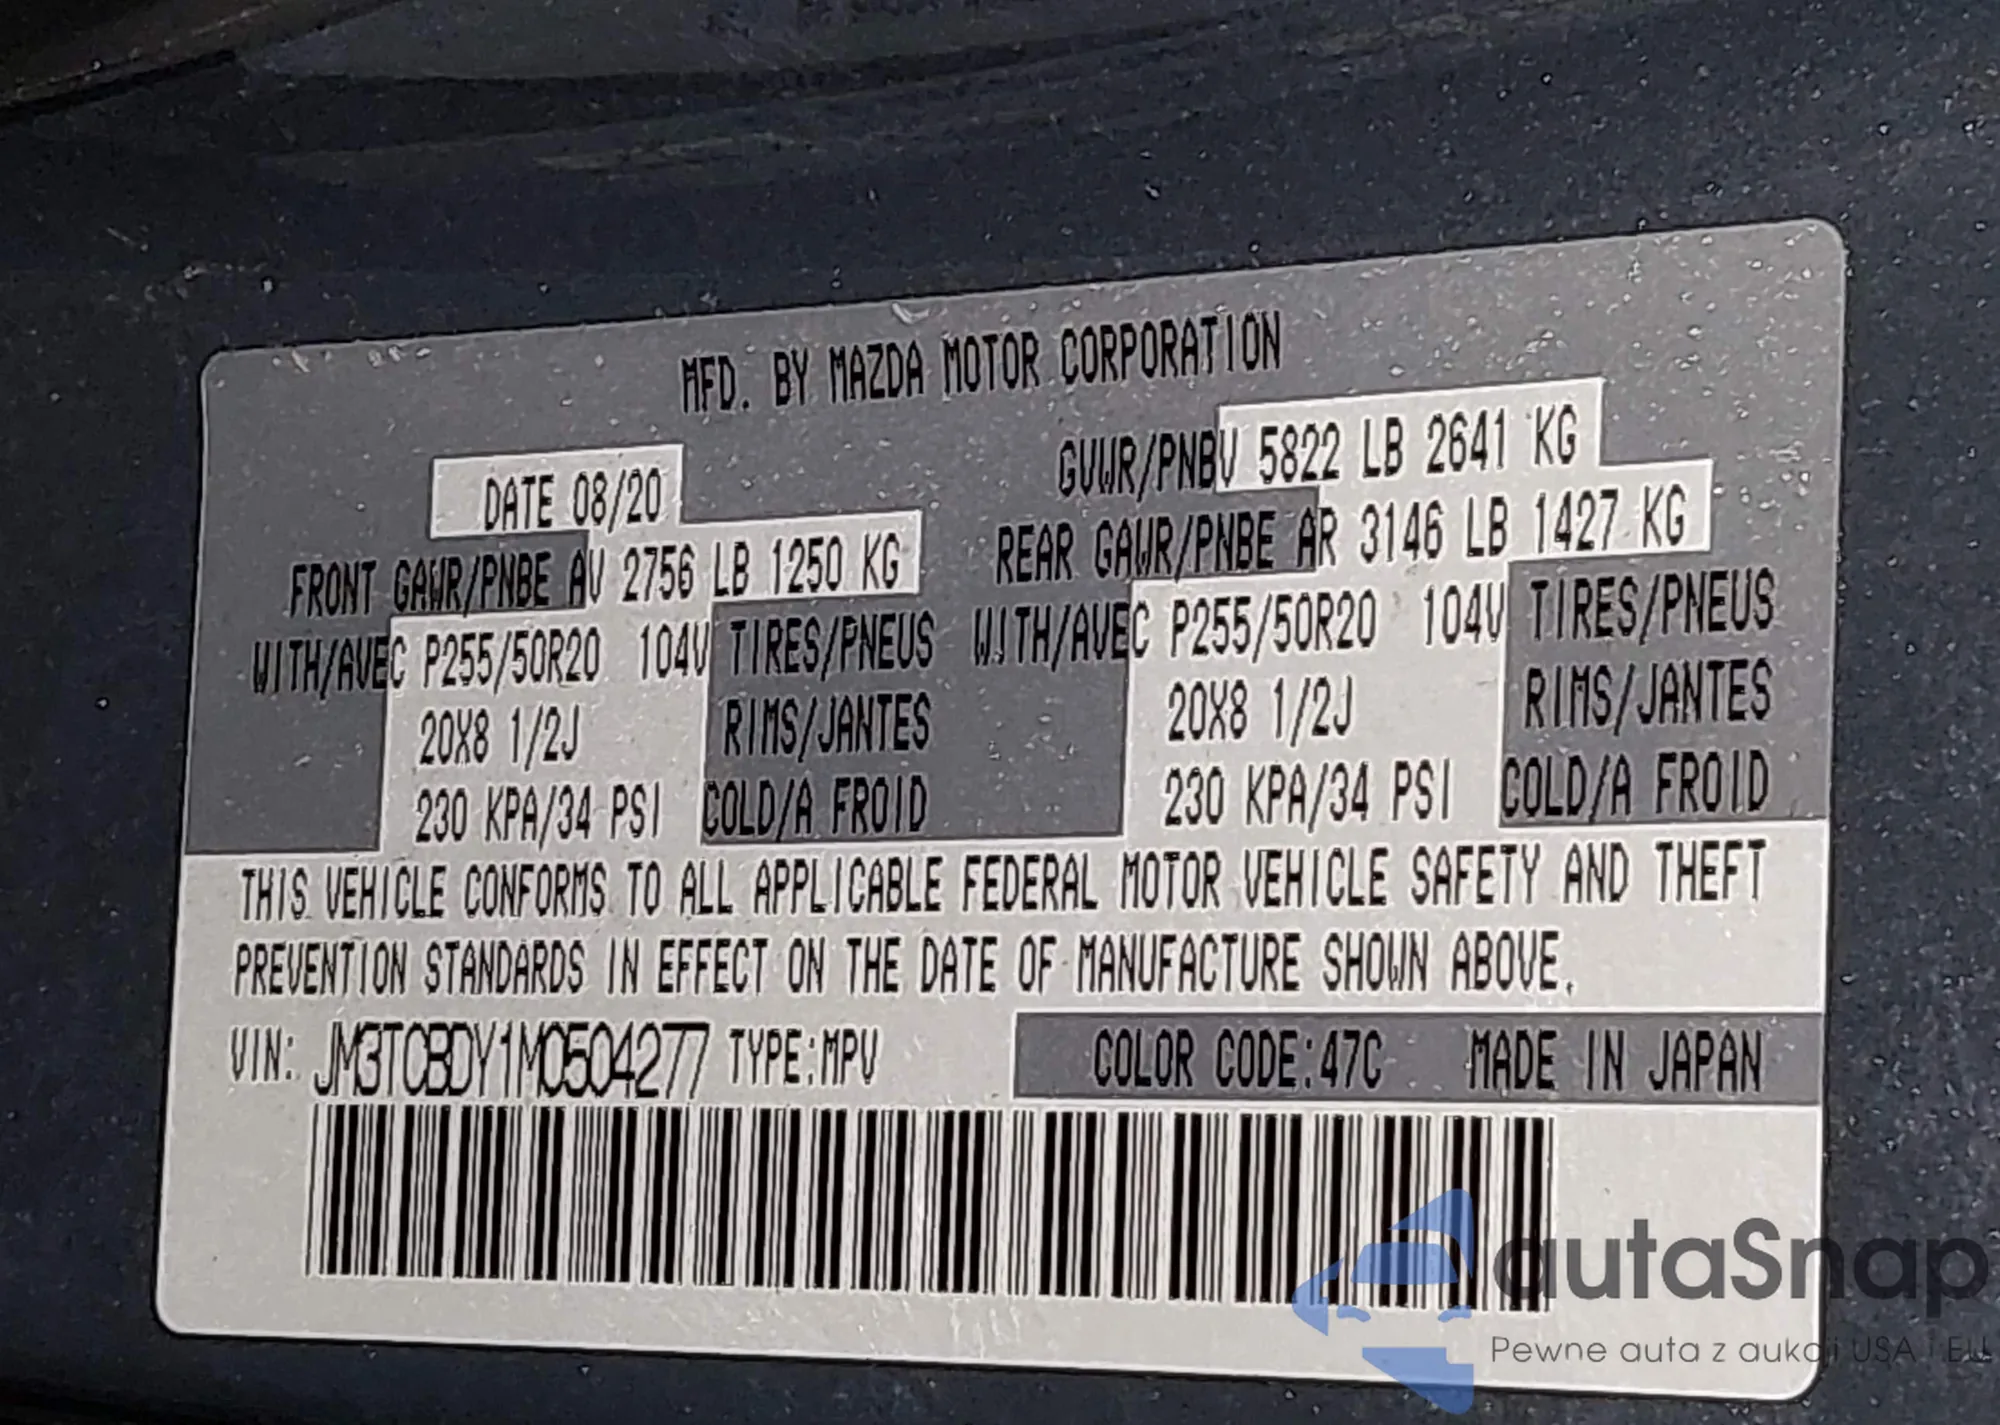 MFD. BY MAZDA MOTOR CORPORATION
DATE 08/20
GVWR/PNBV 5822 LB 2641 KG
FRONT GAWR/PNBE AV 2756 LB 1250 KG
REAR GAWR/PNBE AR 3146 LB 1427 KG
WITH/AVEC P255/50R20 104V TIRES/PNEUS
WITH/AVEC P255/50R20 104V TIRES/PNEUS
20X8 1/2J RIMS/JANTES
20X8 1/2J RIMS/JANTES
230 KPA/34 PSI COLD/A FROID
230 KPA/34 PSI COLD/A FROID
THIS VEHICLE CONFORMS TO ALL APPLICABLE FEDERAL MOTOR VEHICLE SAFETY AND THEFT
PREVENTION STANDARDS IN EFFECT ON THE DATE OF MANUFACTURE SHOWN ABOVE.
VIN: JM3TCBDY1M0504277 TYPE:MPV
COLOR CODE:47C MADE IN JAPAN
autaSnap
Pewne auta z aukcji USA i EU